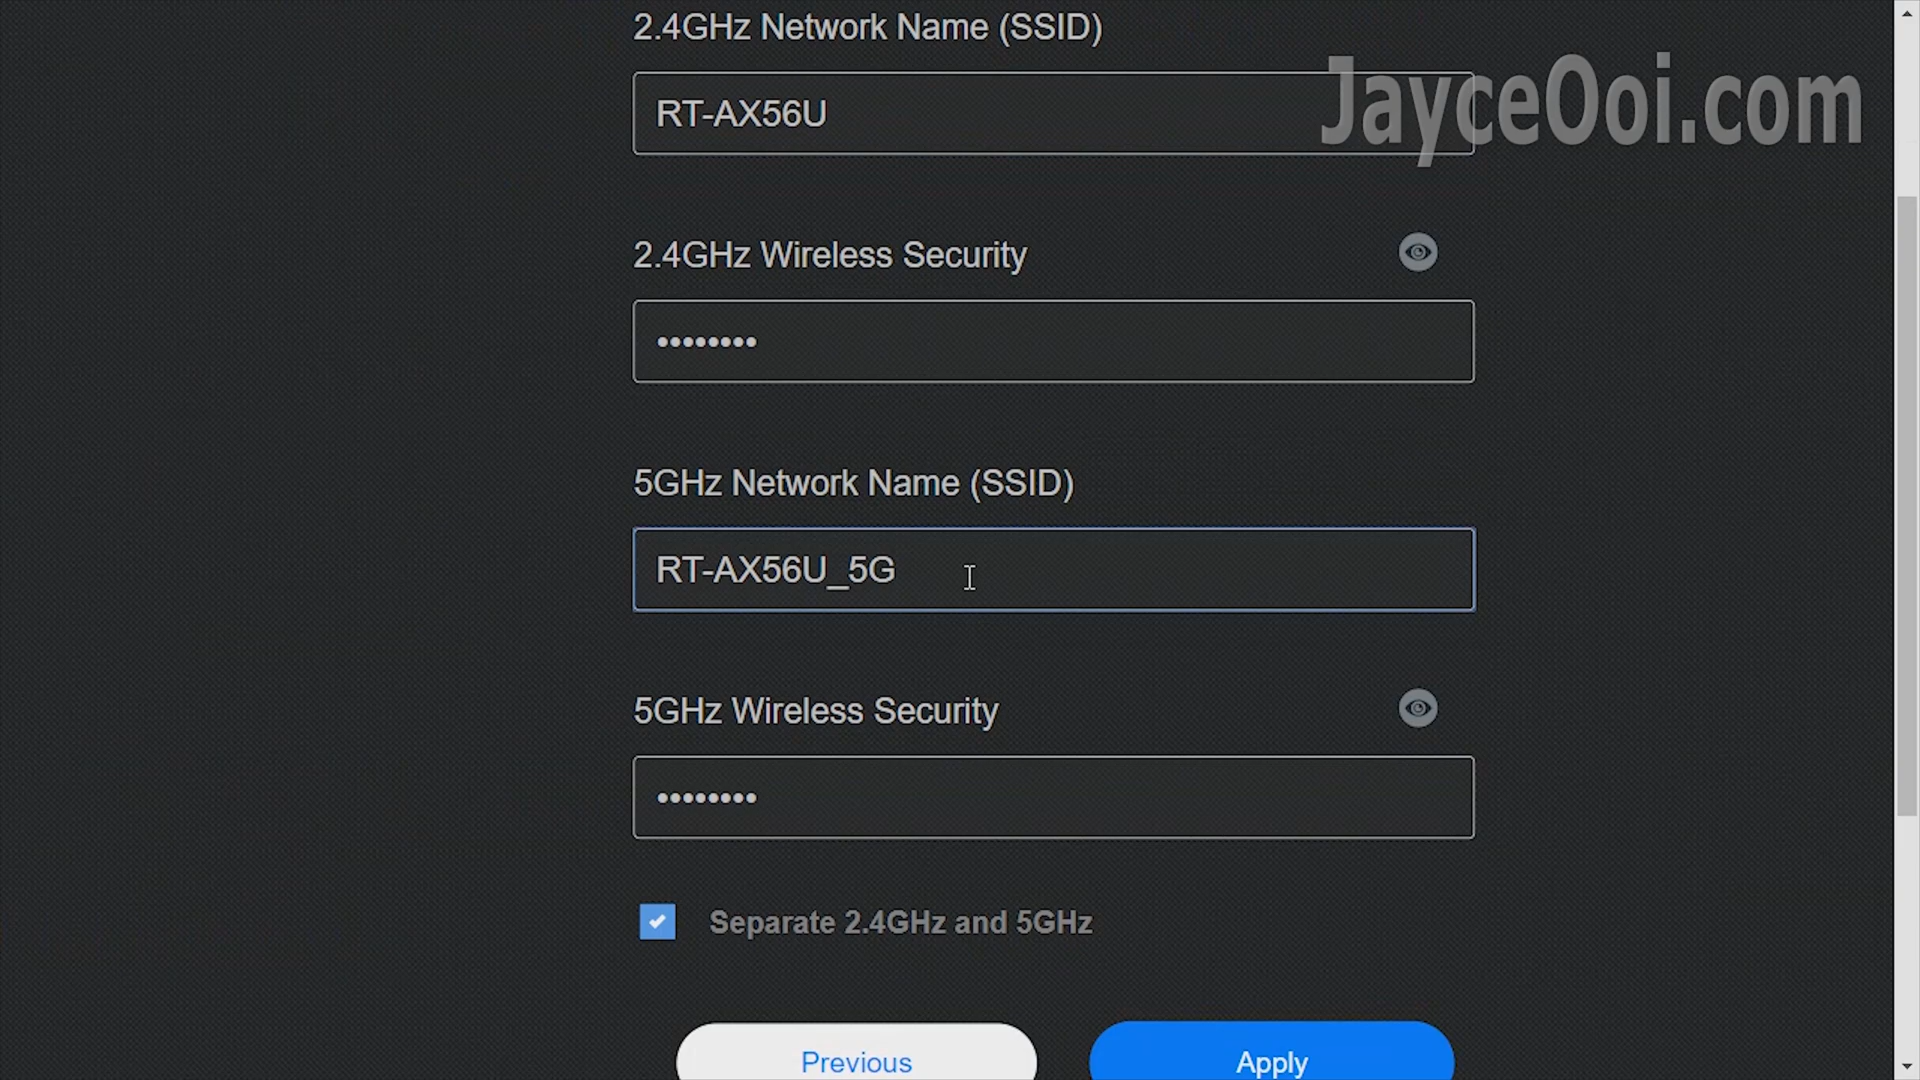 2.4GHz Network Name (SSID)
JayceOoi.com
RT-AX56U
2.4GHz Wireless Security
••••••••
5GHz Network Name (SSID)
RT-AX56U_5G
5GHz Wireless Security
••••••••
Separate 2.4GHz and 5GHz
Previous
Apply